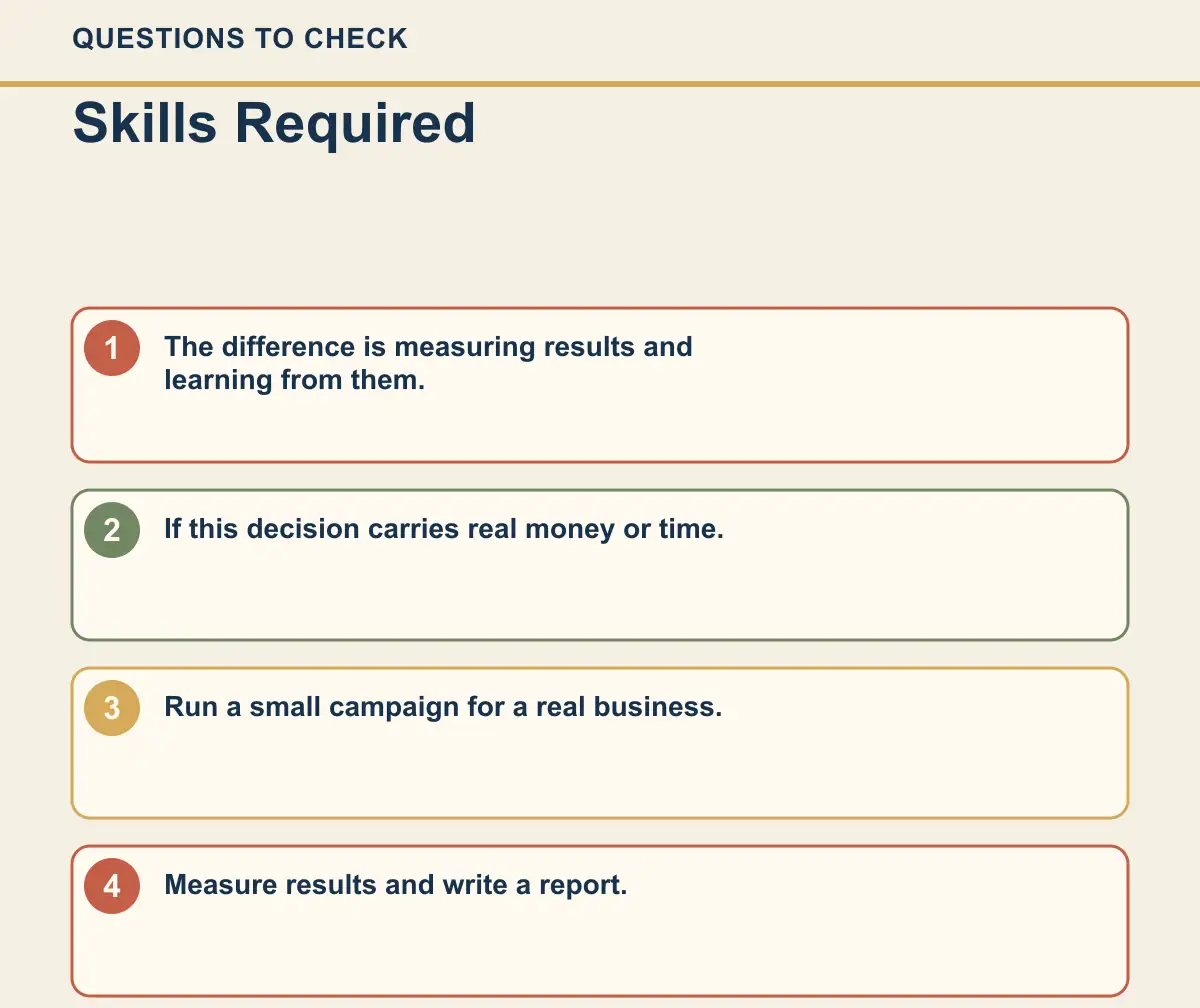 QUESTIONS TO CHECK
Skills Required
1
The difference is measuring results and
learning from them.
2
If this decision carries real money or time.
3
Run a small campaign for a real business.
4
Measure results and write a report.